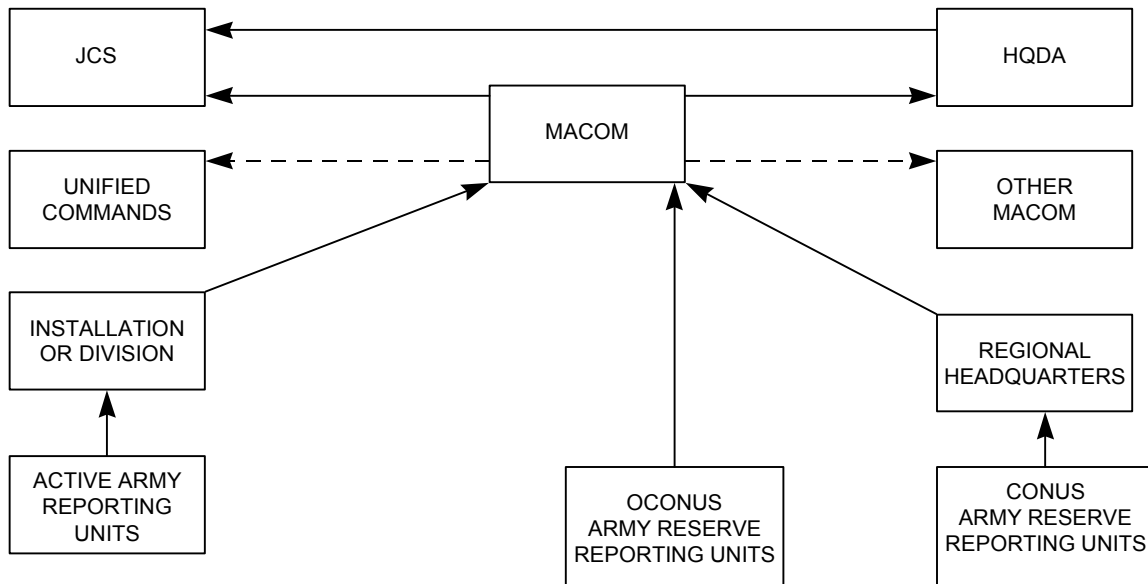 JCS
HQDA
MACOM
UNIFIED
COMMANDS
OTHER
MACOM
INSTALLATION
OR DIVISION
REGIONAL
HEADQUARTERS
ACTIVE ARMY
REPORTING
UNITS
OCONUS
ARMY RESERVE
REPORTING UNITS
CONUS
ARMY RESERVE
REPORTING UNITS